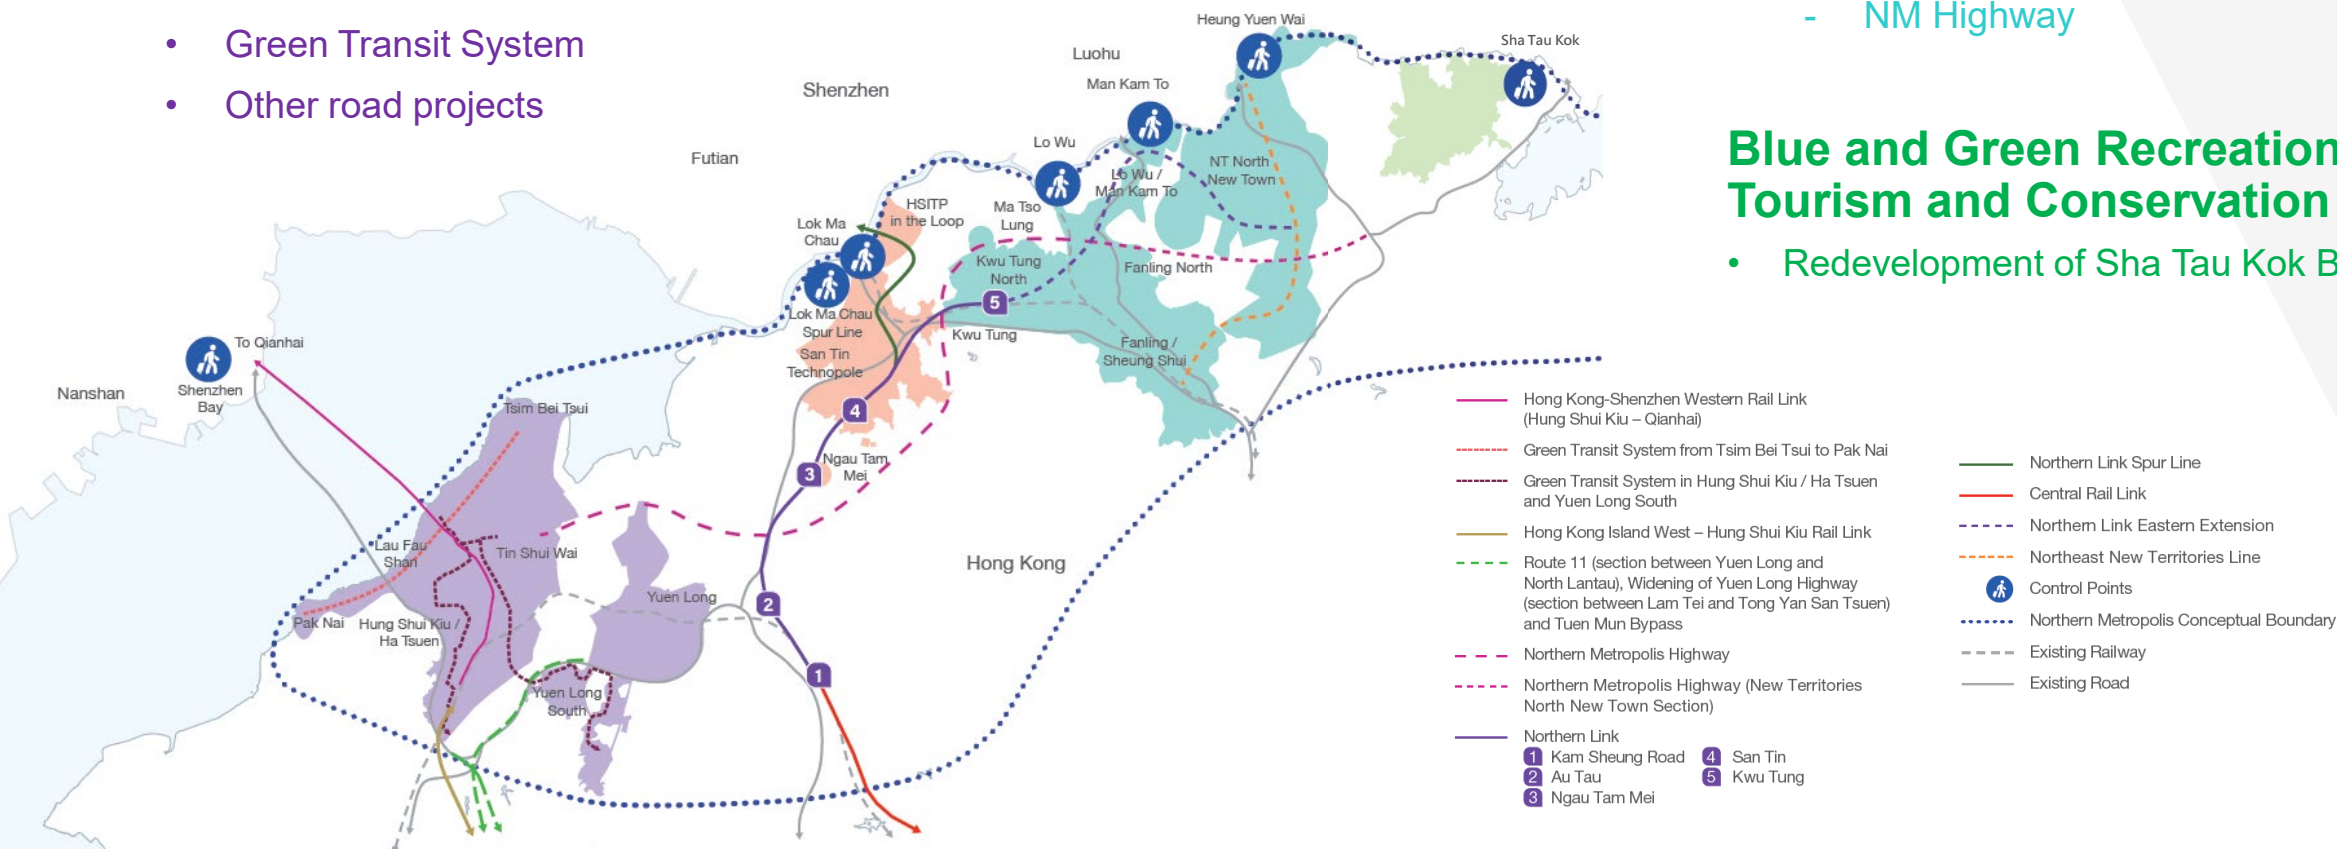 • Green Transit System
• Other road projects
- NM Highway
Blue and Green Recreation
Tourism and Conservation
• Redevelopment of Sha Tau Kok B
Heung Yuen Wai
Sha Tau Kok
Luohu
Man Kam To
Shenzhen
Lo Wu
Futian
NT North
New Town
Lo Wu /
Man Kam To
HSITP
in the Loop
Ma Tso
Lung
Lok Ma
Chau
Kwu Tung
North
Fanling North
Lok Ma Chau
Spur Line
5
Kwu Tung
To Qianhai
San Tin
Technopole
Fanling /
Sheung Shui
Nanshan
Shenzhen
Bay
Tsim Bei Tsui
4
Ngau Tam
Mei
3
Lau Fau
Shan
Tin Shui Wai
Hong Kong
Yuen Long
2
Pak Nai
Hung Shui Kiu /
Ha Tsuen
1
Yuen Long
South
Hong Kong-Shenzhen Western Rail Link
(Hung Shui Kiu – Qianhai)
Green Transit System from Tsim Bei Tsui to Pak Nai
Green Transit System in Hung Shui Kiu / Ha Tsuen
and Yuen Long South
Hong Kong Island West – Hung Shui Kiu Rail Link
Route 11 (section between Yuen Long and
North Lantau), Widening of Yuen Long Highway
(section between Lam Tei and Tong Yan San Tsuen)
and Tuen Mun Bypass
Northern Metropolis Highway
Northern Metropolis Highway (New Territories
North New Town Section)
Northern Link
1 Kam Sheung Road 4 San Tin
2 Au Tau 5 Kwu Tung
3 Ngau Tam Mei
Northern Link Spur Line
Central Rail Link
Northern Link Eastern Extension
Northeast New Territories Line
Control Points
Northern Metropolis Conceptual Boundary
Existing Railway
Existing Road